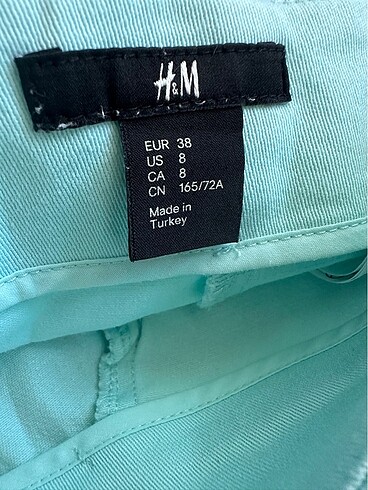 H&M
EUR 38
US 8
CA 8
CN 165/72A
Made in
Turkey